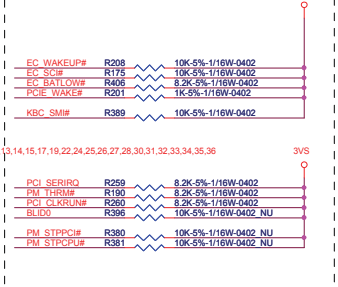 EC_WAKEUP# R208 10K-5%-1/16W-0402
EC_SCI# R175 10K-5%-1/16W-0402
EC_BATLOW# R406 8.2K-5%-1/16W-0402
PCIE_WAKE# R201 1K-5%-1/16W-0402
KBC_SMI# R389 10K-5%-1/16W-0402
13,14,15,17,19,22,24,25,26,27,28,30,31,32,33,34,35,36 3VS
PCI_SERIRQ R259 8.2K-5%-1/16W-0402
PM_THRM# R190 8.2K-5%-1/16W-0402
PCI_CLKRUN# R260 8.2K-5%-1/16W-0402
BLID0 R396 10K-5%-1/16W-0402_NU
PM_STPPCI# R380 10K-5%-1/16W-0402_NU
PM_STPCPU# R381 10K-5%-1/16W-0402_NU